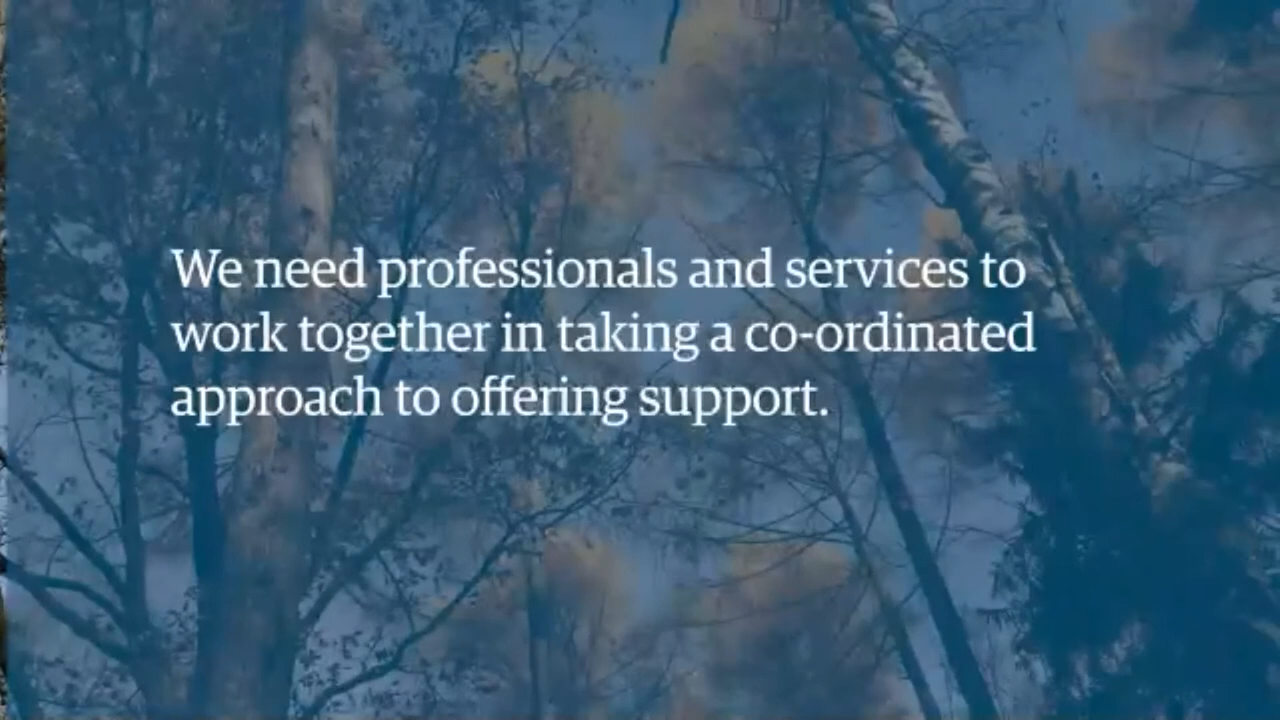 We need professionals and services to
work together in taking a co-ordinated
approach to offering support.